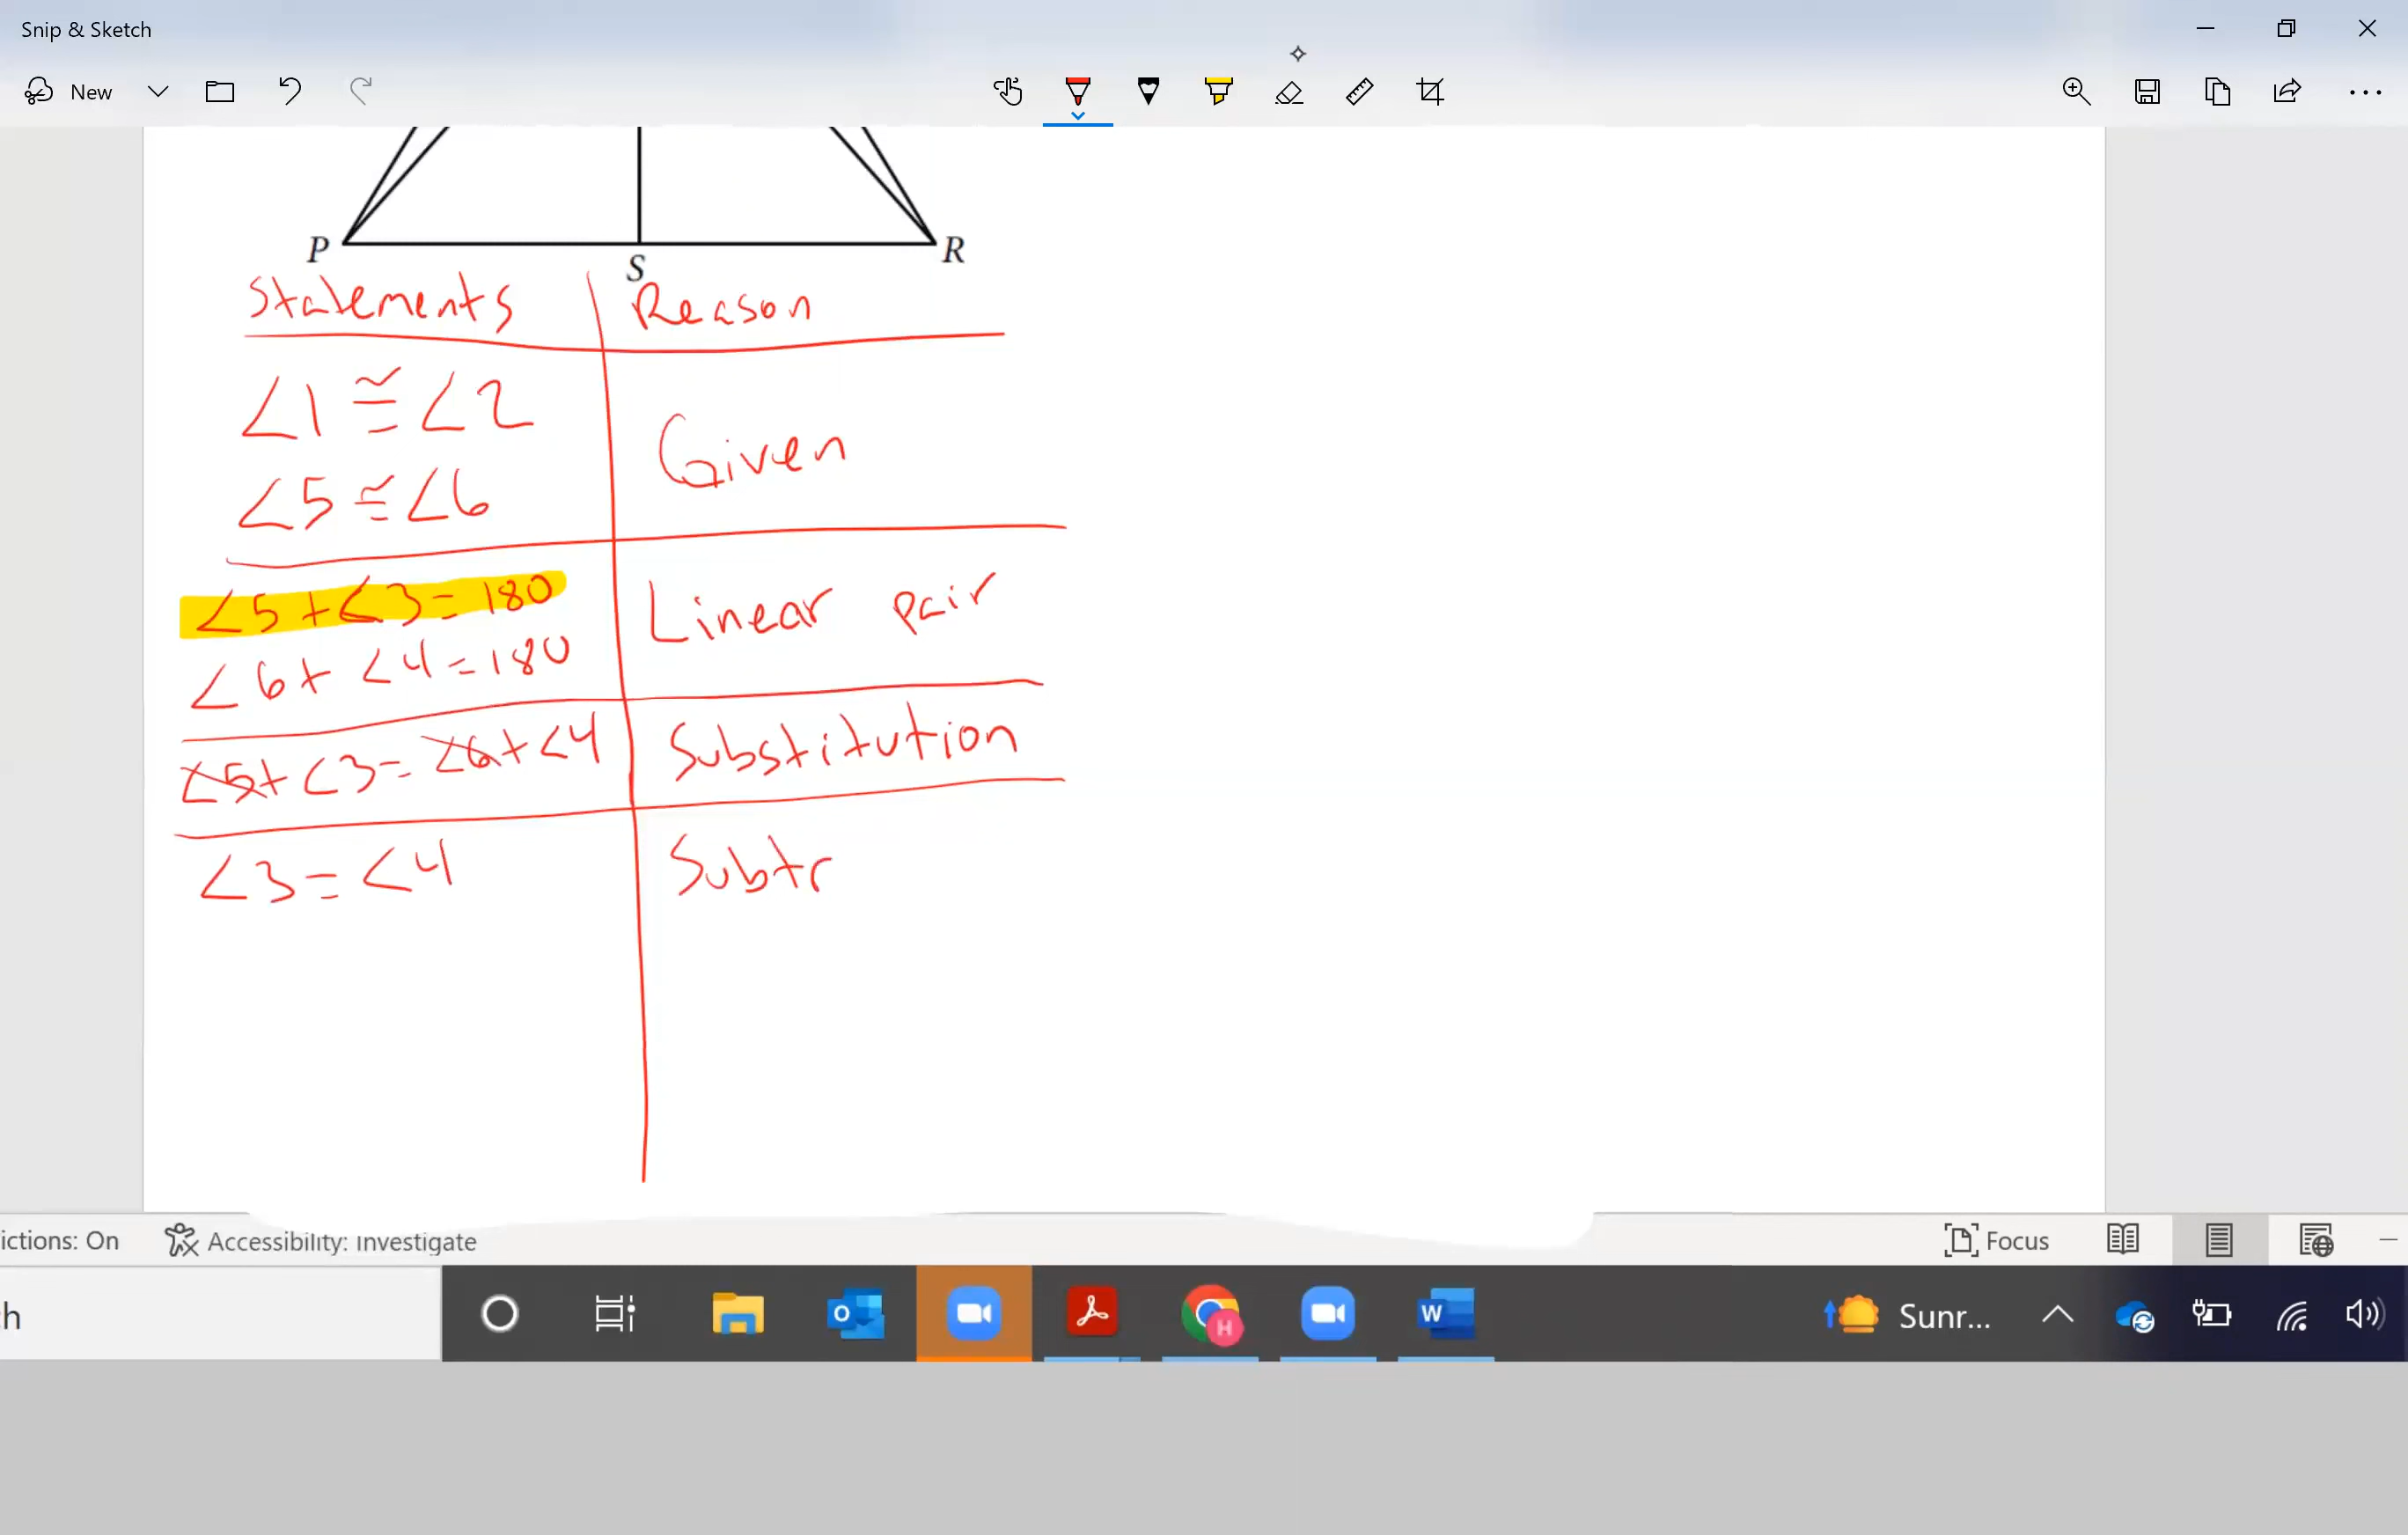 Snip & Sketch
New
P
S
R
Statements Reason
∠1 ≅ ∠2
Given
∠5 ≅ ∠6
∠5 + ∠3 = 180
Linear pair
∠6 + ∠4 = 180
∠5 + ∠3 = ∠6 + ∠4 Substitution
∠3 = ∠4 Subtr
ictions: On Accessibility: Investigate Focus
h Sunr...